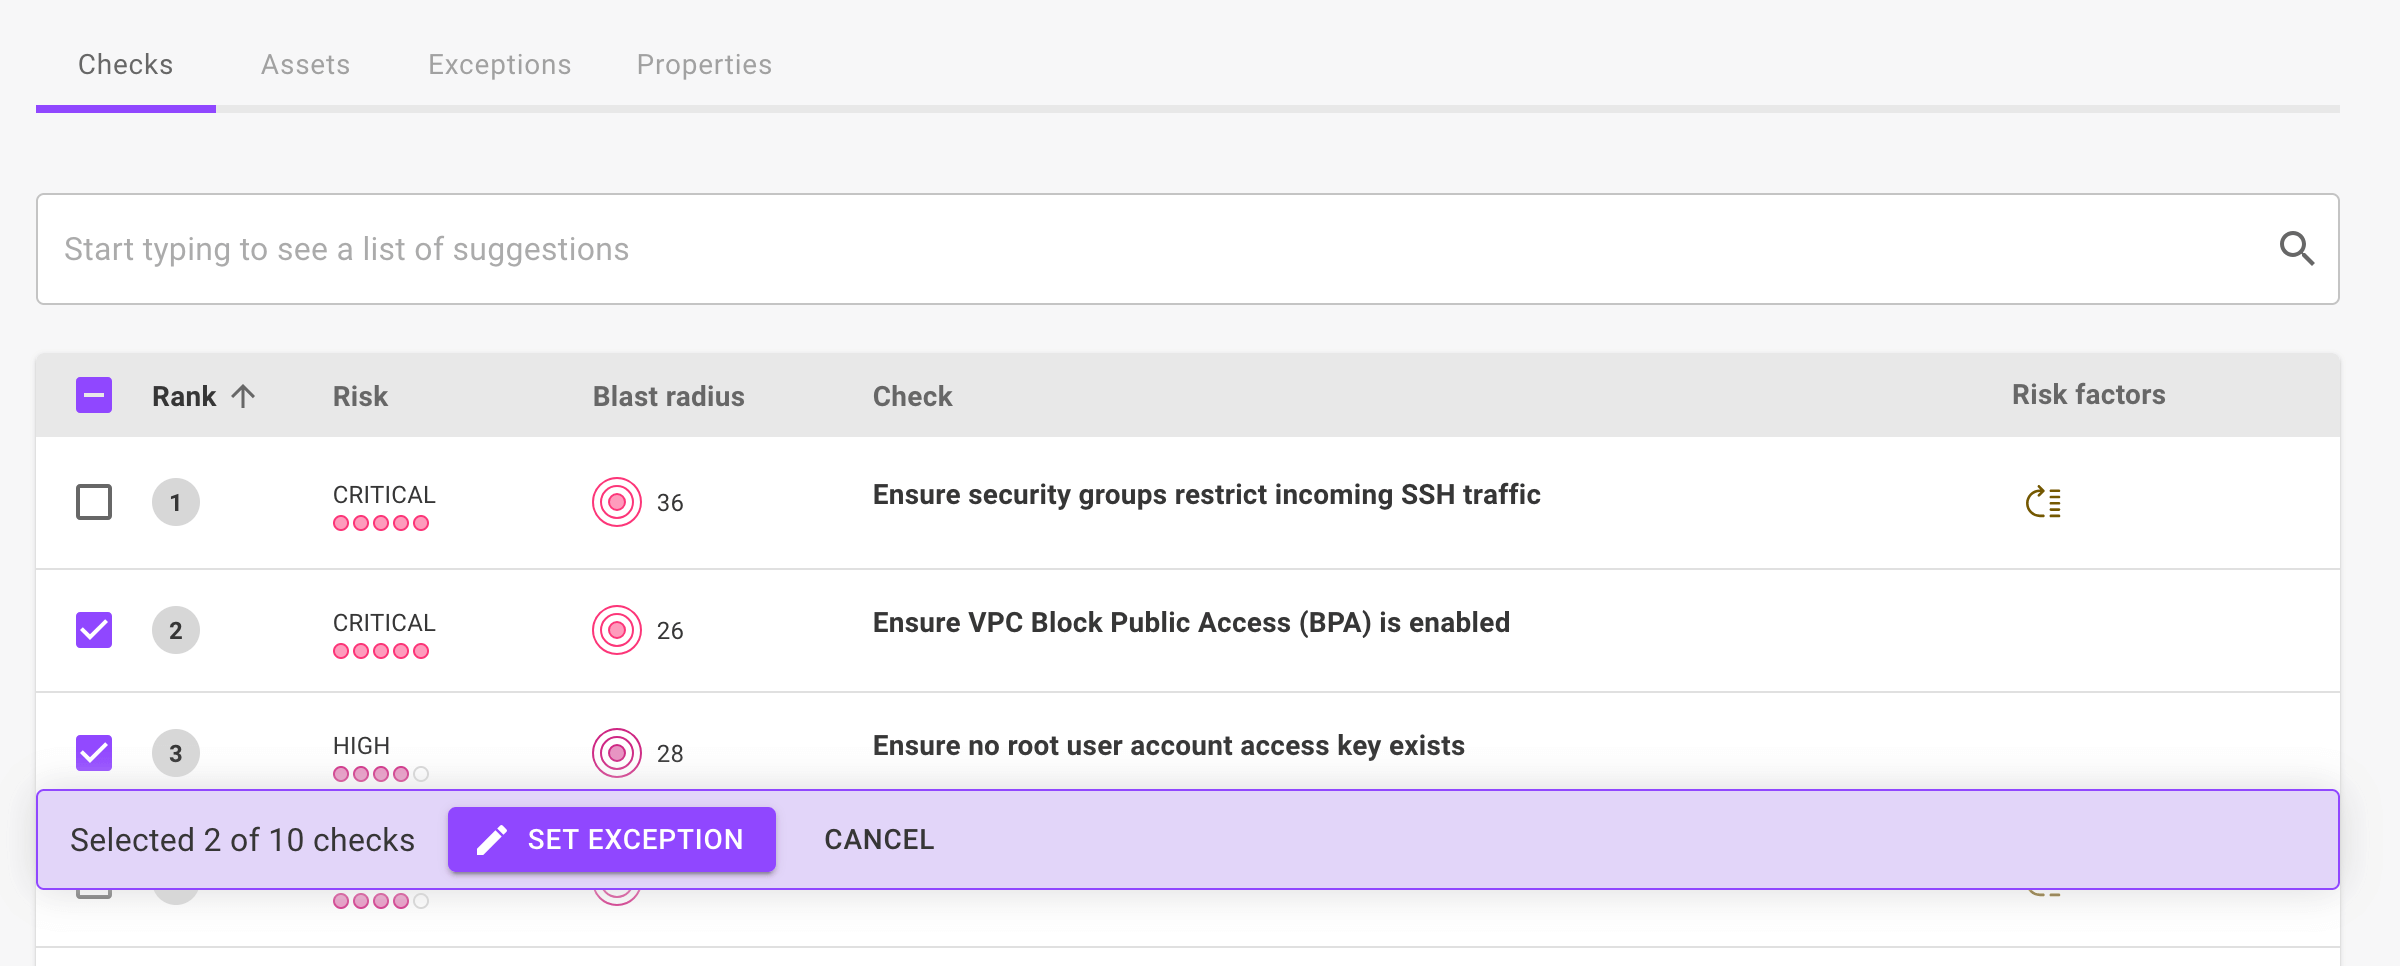 Checks Assets Exceptions Properties
Start typing to see a list of suggestions
Rank Risk Blast radius Check Risk factors
1 CRITICAL 36 Ensure security groups restrict incoming SSH traffic
2 CRITICAL 26 Ensure VPC Block Public Access (BPA) is enabled
3 HIGH 28 Ensure no root user account access key exists
Selected 2 of 10 checks SET EXCEPTION CANCEL